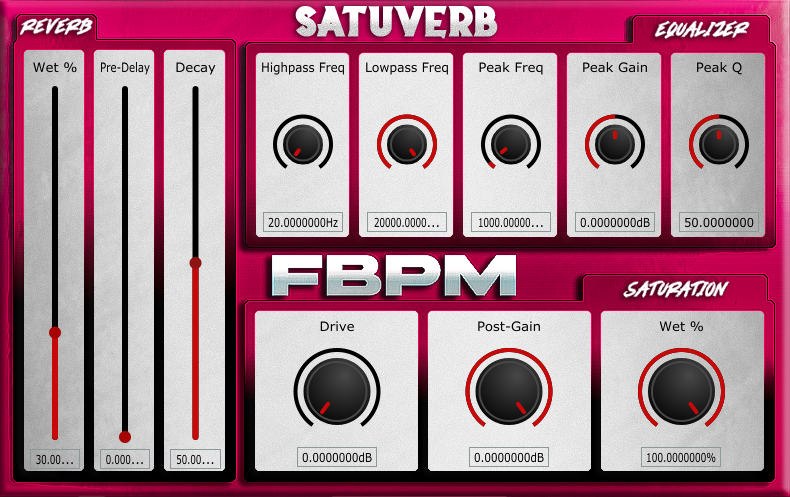 SATUVERB
REVERB
Wet %
Pre-Delay
Decay
30.00...
0.000...
50.00...
EQUALIZER
Highpass Freq
Lowpass Freq
Peak Freq
Peak Gain
Peak Q
20.0000000Hz
20000.0000...
1000.00000...
0.0000000dB
50.0000000
FBPM
SATURATION
Drive
Post-Gain
Wet %
0.0000000dB
0.0000000dB
100.0000000%